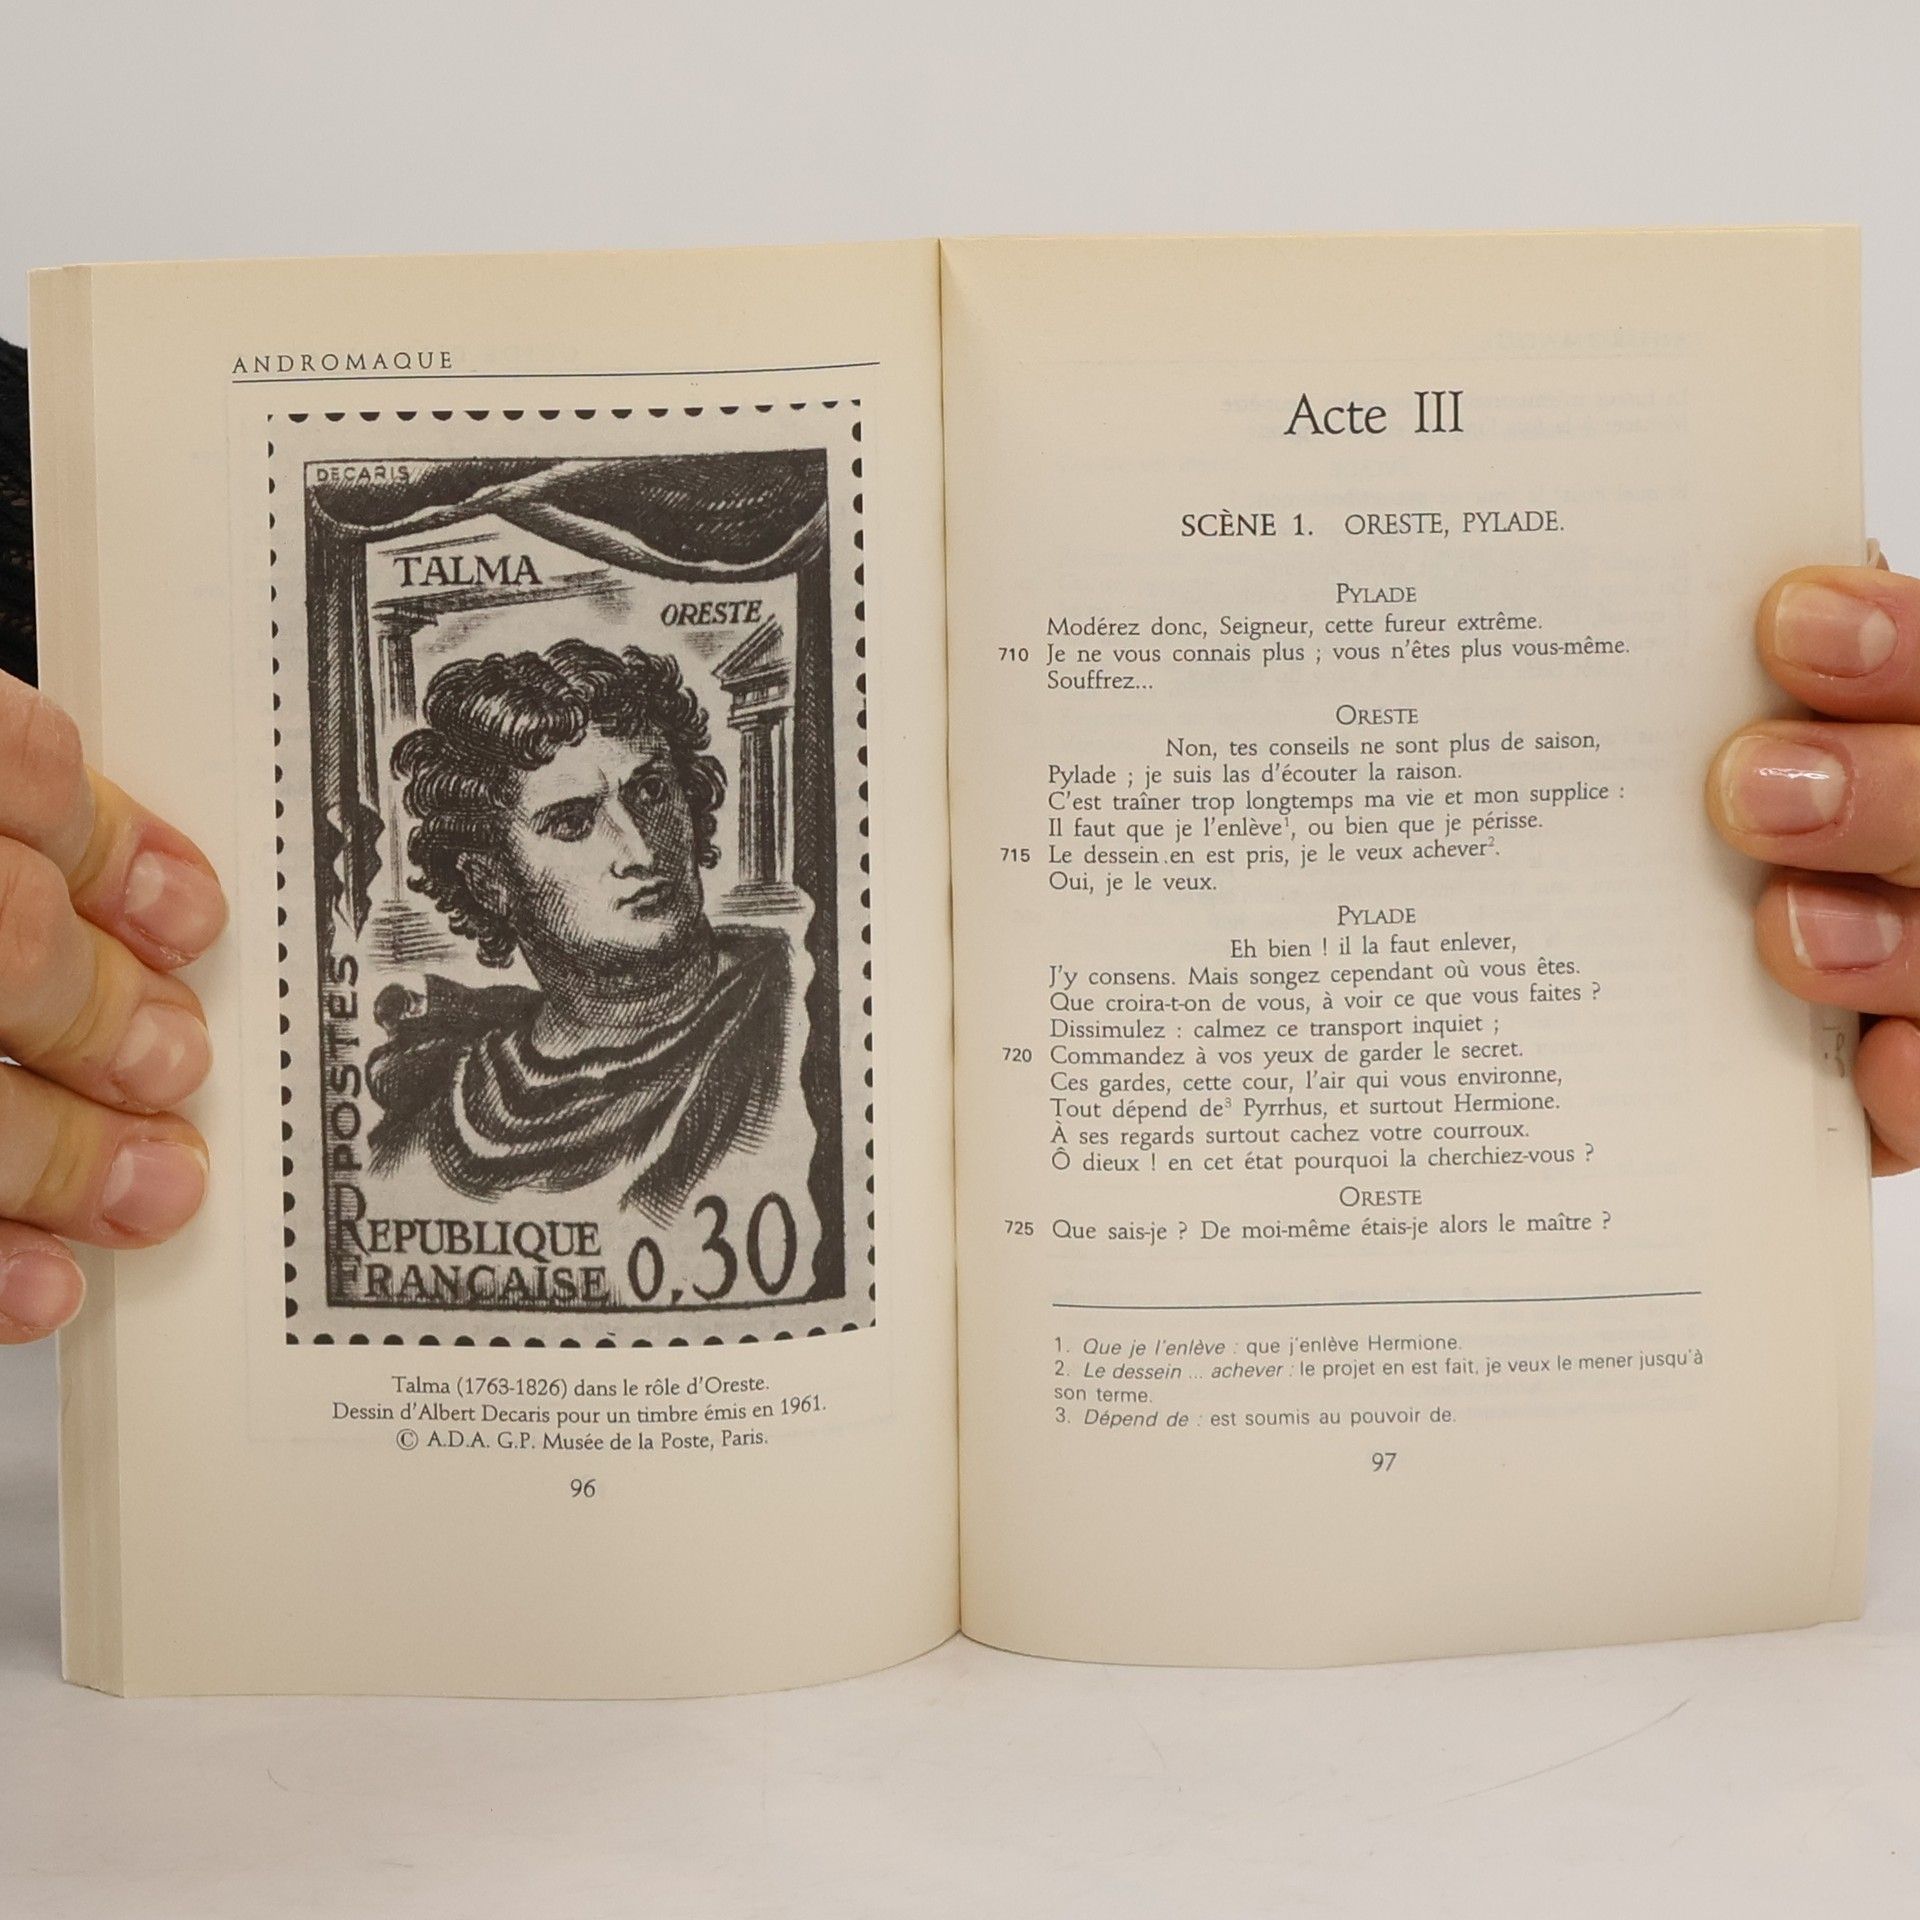 ANDROMAQUE
DECARIS
TALMA
ORESTE
POSTES
REPUBLIQUE
FRANÇAISE 0,30
Talma (1763-1826) dans le rôle d'Oreste.
Dessin d'Albert Decaris pour un timbre émis en 1961.
© A.D.A. G.P. Musée de la Poste, Paris.
96
Acte III
SCÈNE 1. ORESTE, PYLADE.
PYLADE
Modérez donc, Seigneur, cette fureur extrême.
710 Je ne vous connais plus ; vous n'êtes plus vous-même.
Souffrez...
ORESTE
Non, tes conseils ne sont plus de saison,
Pylade ; je suis las d'écouter la raison.
C'est traîner trop longtemps ma vie et mon supplice :
Il faut que je l'enlève¹, ou bien que je périsse.
715 Le dessein en est pris, je le veux achever².
Oui, je le veux.
PYLADE
Eh bien ! il la faut enlever,
J'y consens. Mais songez cependant où vous êtes.
Que croira-t-on de vous, à voir ce que vous faites ?
Dissimulez : calmez ce transport inquiet ;
720 Commandez à vos yeux de garder le secret.
Ces gardes, cette cour, l'air qui vous environne,
Tout dépend de³ Pyrrhus, et surtout Hermione.
À ses regards surtout cachez votre courroux.
Ô dieux ! en cet état pourquoi la cherchiez-vous ?
ORESTE
725 Que sais-je ? De moi-même étais-je alors le maître ?
1. Que je l'enlève : que j'enlève Hermione.
2. Le dessein ... achever : le projet en est fait, je veux le mener jusqu'à
son terme.
3. Dépend de : est soumis au pouvoir de.
97